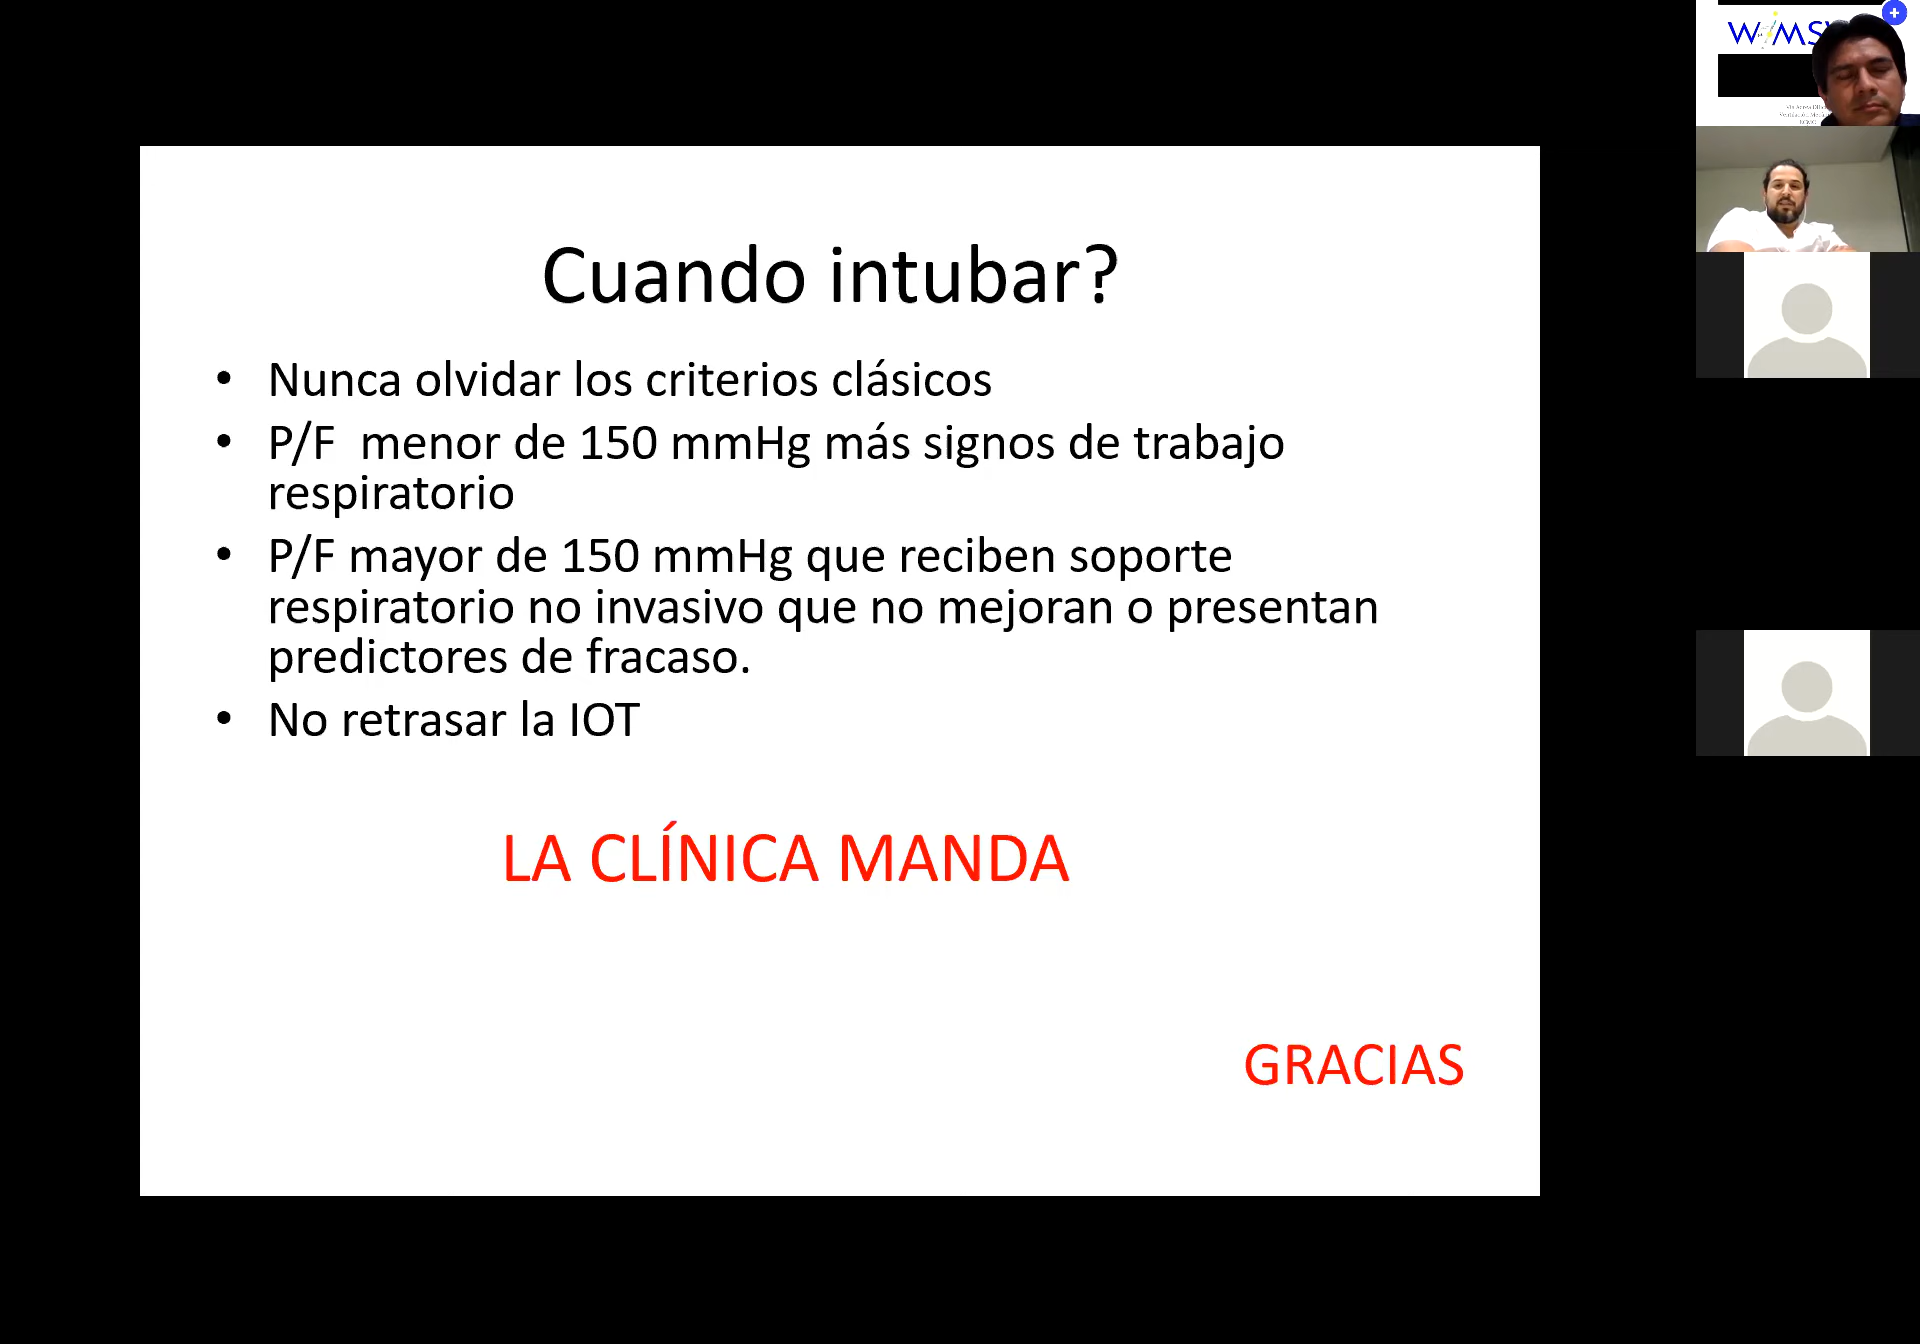 Cuando intubar?
• Nunca olvidar los criterios clásicos
• P/F menor de 150 mmHg más signos de trabajo
respiratorio
• P/F mayor de 150 mmHg que reciben soporte
respiratorio no invasivo que no mejoran o presentan
predictores de fracaso.
• No retrasar la IOT
LA CLÍNICA MANDA
GRACIAS